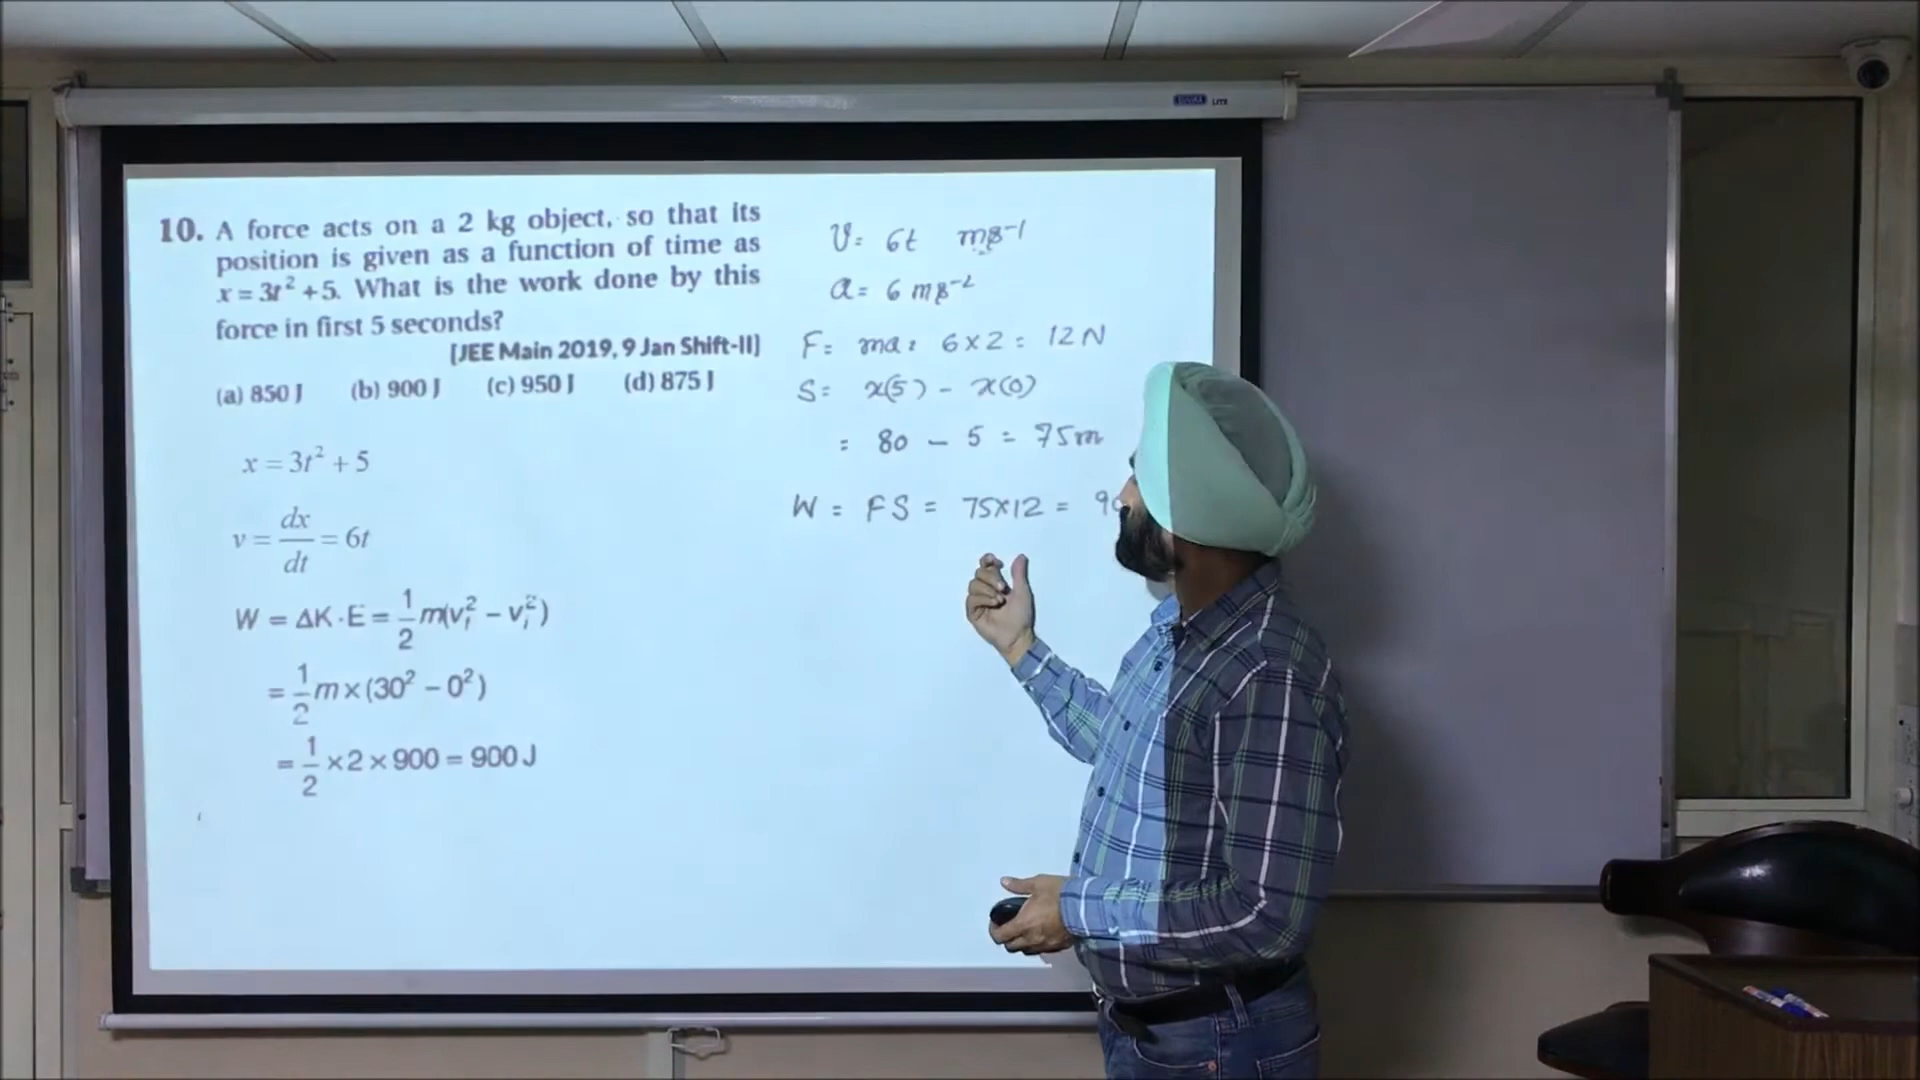 10. A force acts on a 2 kg object, so that its
position is given as a function of time as
x = 3t² + 5. What is the work done by this
force in first 5 seconds?
[JEE Main 2019, 9 Jan Shift-II]
(a) 850 J (b) 900 J (c) 950 J (d) 875 J
x = 3t² + 5
v = dx/dt = 6t
W = ΔK·E = 1/2 m(v_f² − v_i²)
= 1/2 m × (30² − 0²)
= 1/2 × 2 × 900 = 900 J
V = 6t ms⁻¹
a = 6 ms⁻²
F = ma = 6 × 2 = 12 N
S = x(5) − x(0)
= 80 − 5 = 75m
W = FS = 75×12 =
LITE